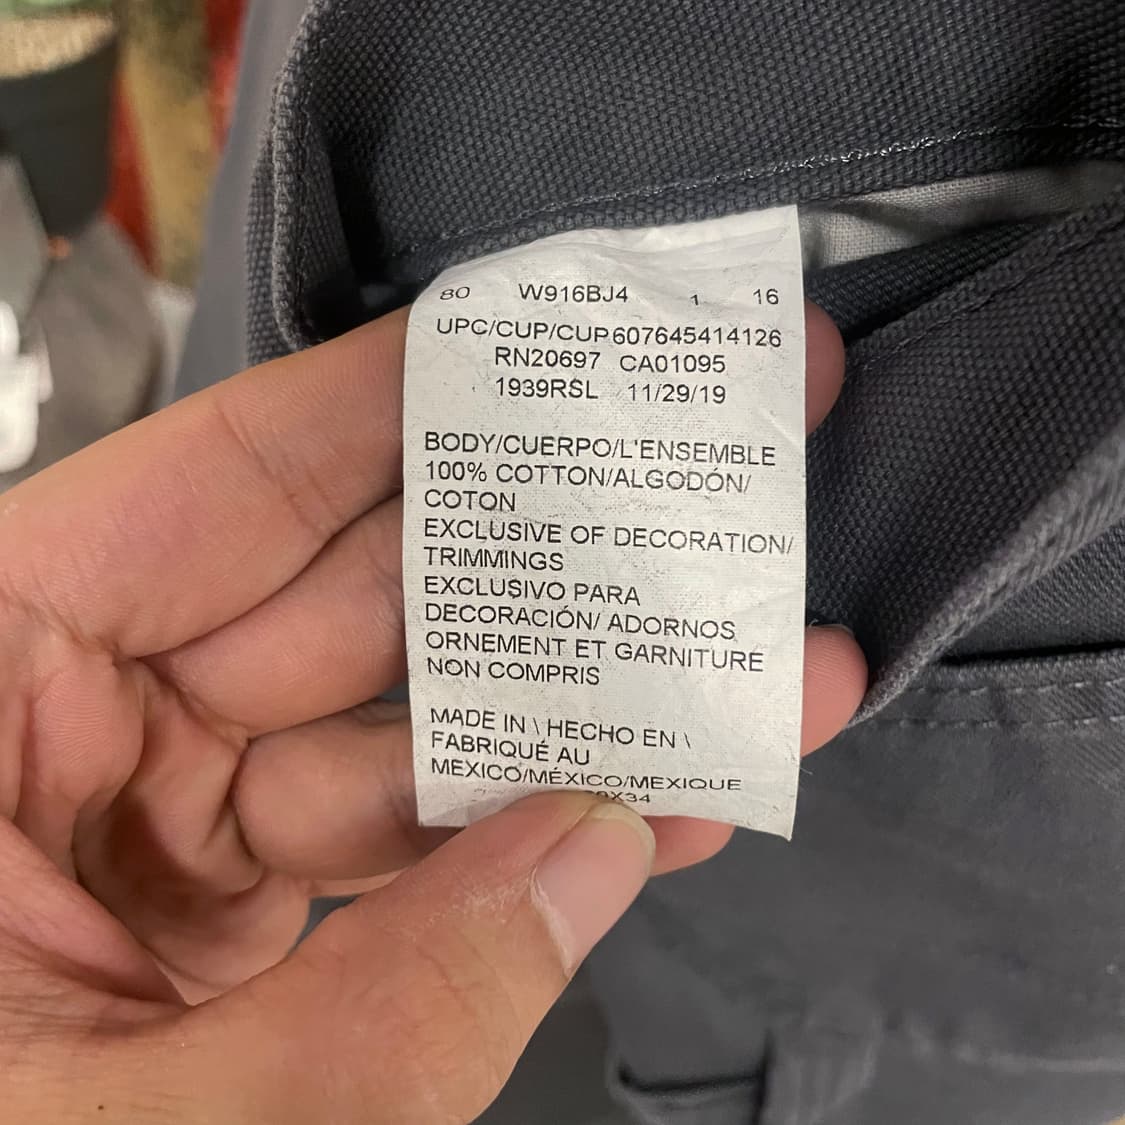 80 W916BJ4 1 16
UPC/CUP/CUP607645414126
RN20697 CA01095
1939RSL 11/29/19
BODY/CUERPO/L'ENSEMBLE
100% COTTON/ALGODÓN/
COTON
EXCLUSIVE OF DECORATION/
TRIMMINGS
EXCLUSIVO PARA
DECORACIÓN/ ADORNOS
ORNEMENT ET GARNITURE
NON COMPRIS
MADE IN \ HECHO EN \
FABRIQUÉ AU
MEXICO/MÉXICO/MEXIQUE